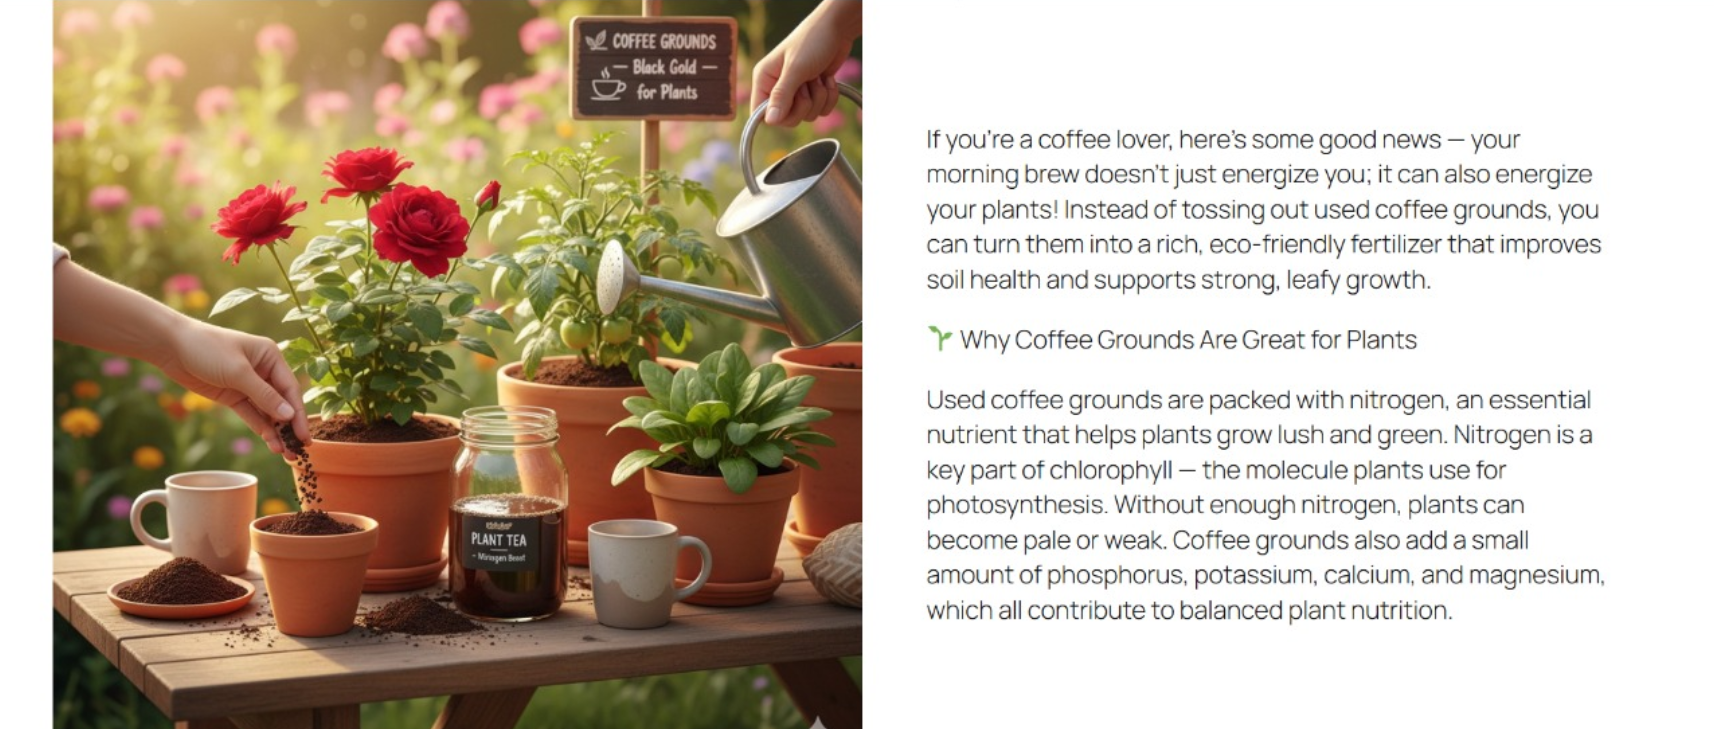 COFFEE GROUNDS
— Black Gold —
for Plants
PLANT TEA
If you're a coffee lover, here's some good news — your
morning brew doesn't just energize you; it can also energize
your plants! Instead of tossing out used coffee grounds, you
can turn them into a rich, eco-friendly fertilizer that improves
soil health and supports strong, leafy growth.
Why Coffee Grounds Are Great for Plants
Used coffee grounds are packed with nitrogen, an essential
nutrient that helps plants grow lush and green. Nitrogen is a
key part of chlorophyll — the molecule plants use for
photosynthesis. Without enough nitrogen, plants can
become pale or weak. Coffee grounds also add a small
amount of phosphorus, potassium, calcium, and magnesium,
which all contribute to balanced plant nutrition.